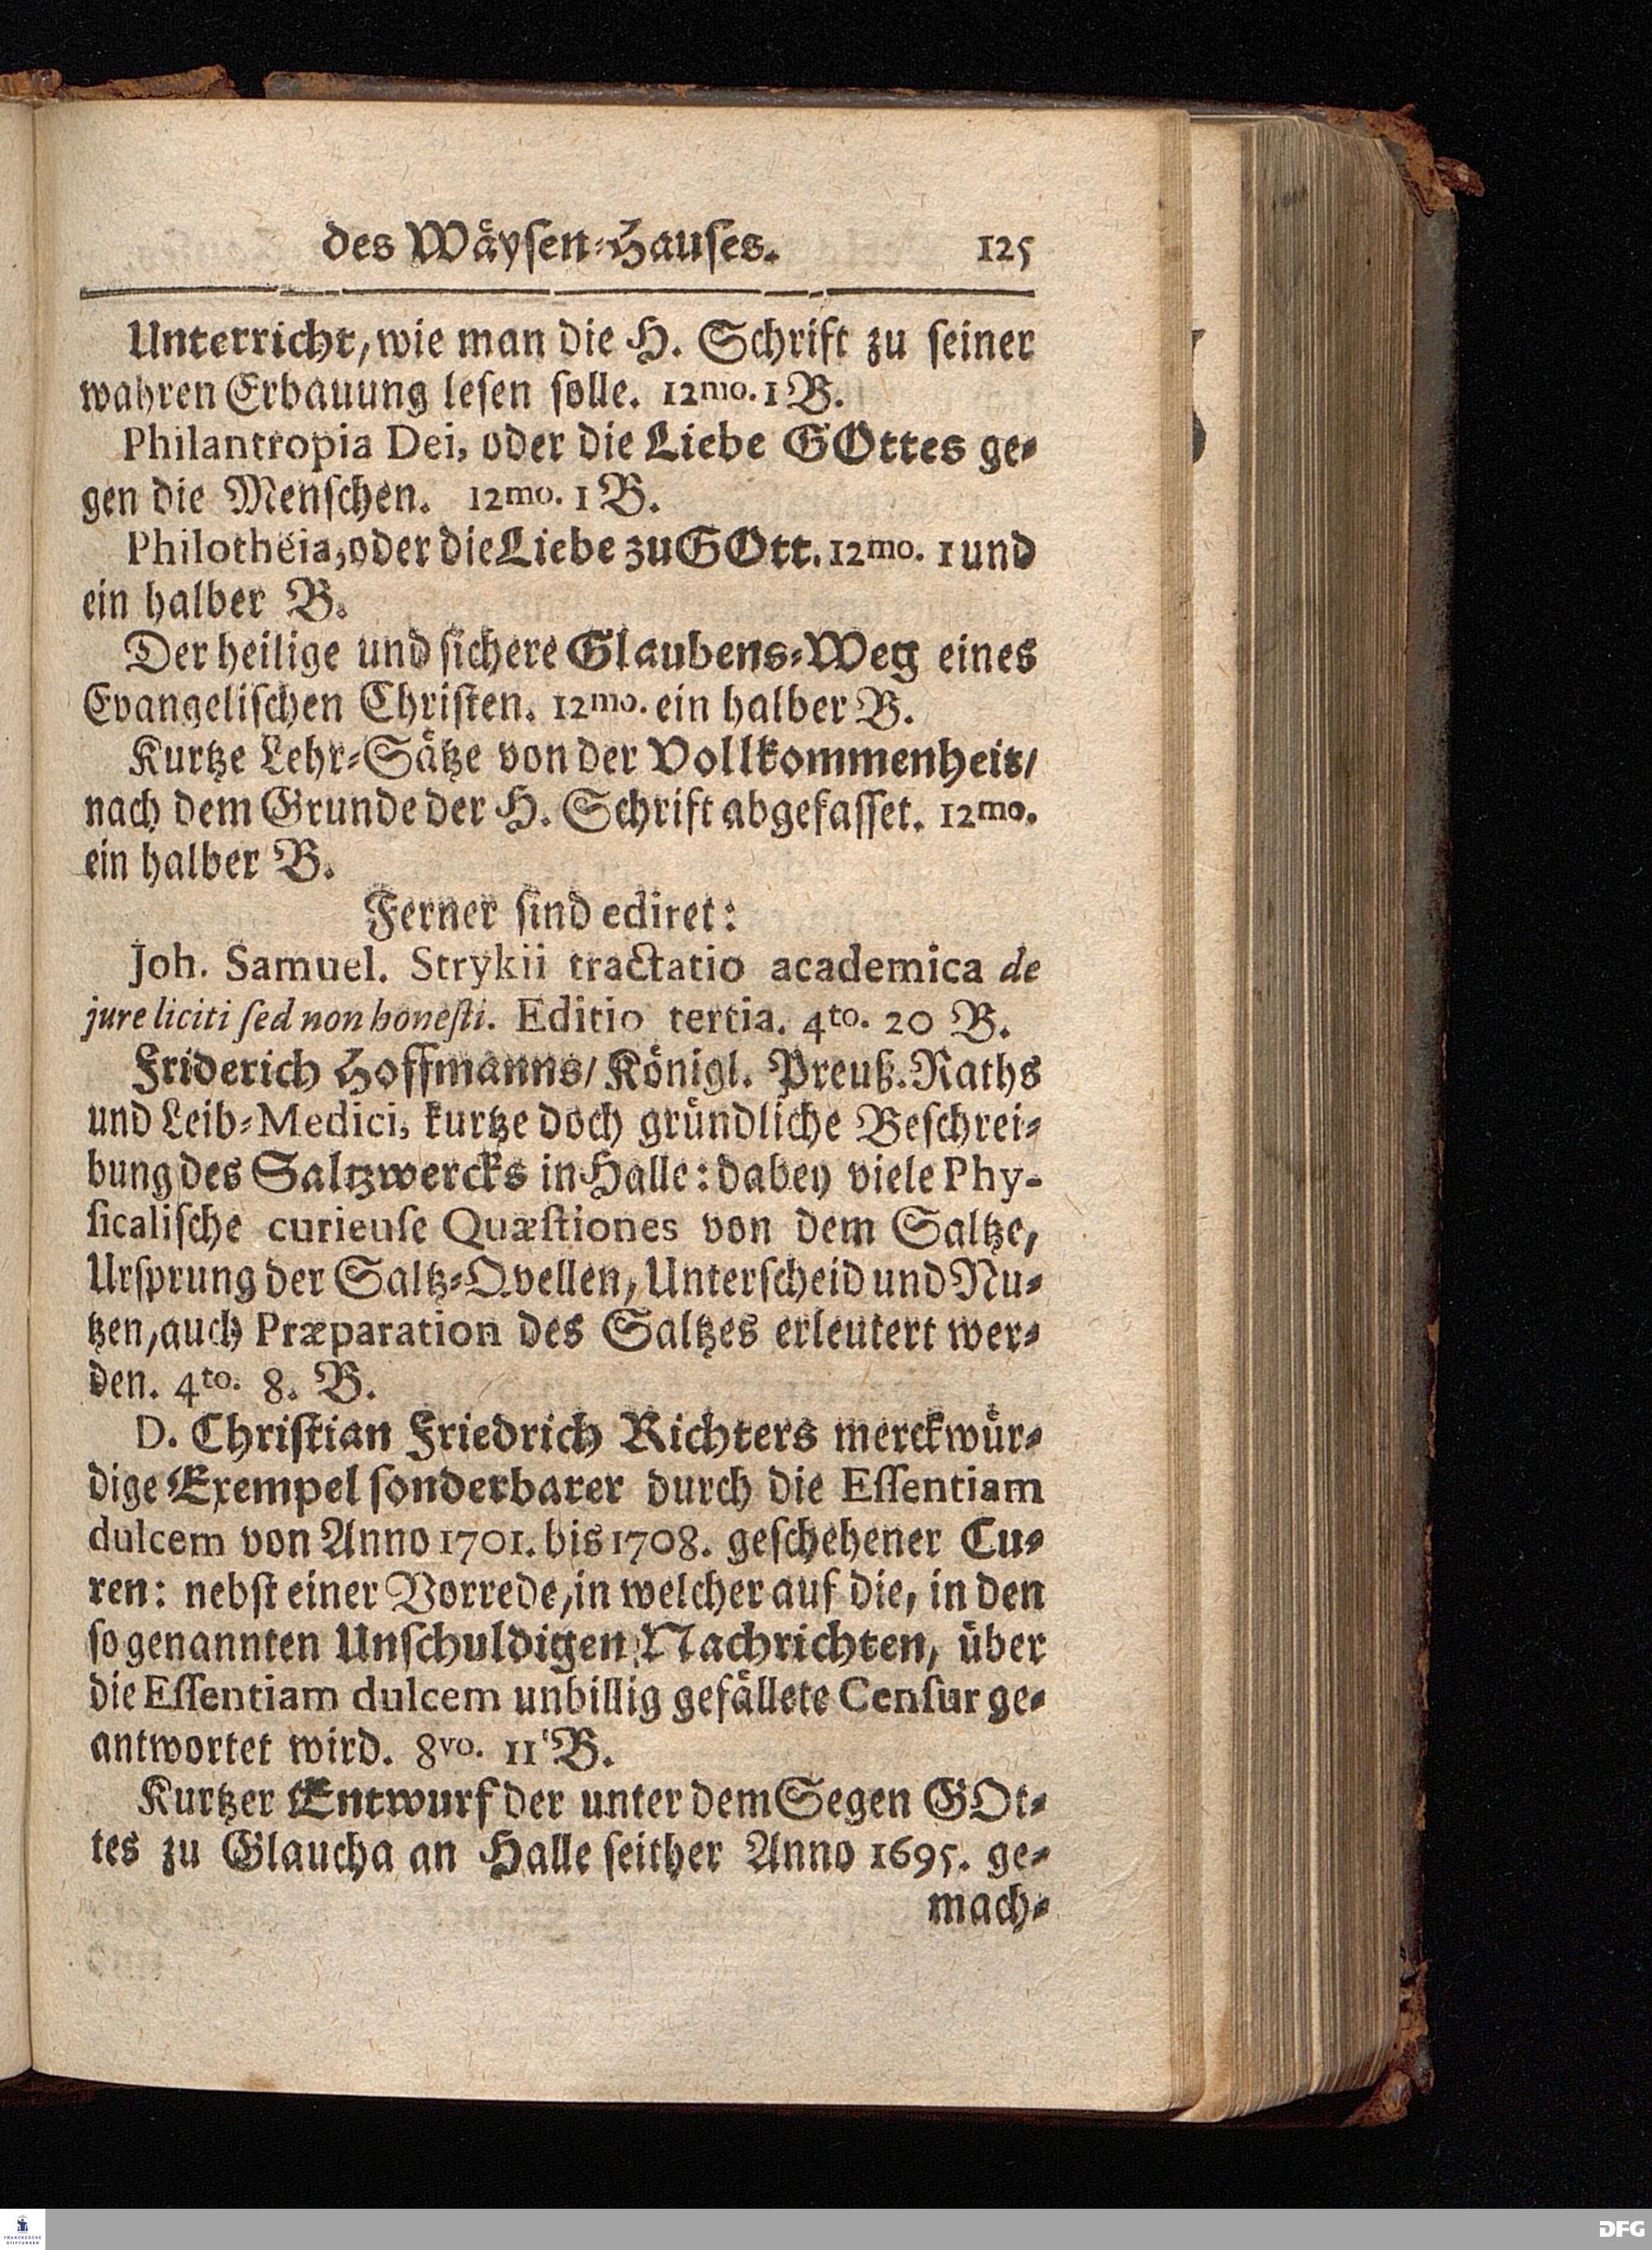 des Wäysen-Hauses. 125
Unterricht, wie man die H. Schrift zu seiner
wahren Erbauung lesen solle. 12mo. 1 B.
Philantropia Dei, oder die Liebe GOttes ge-
gen die Menschen. 12mo. 1 B.
Philotheia, oder die Liebe zu GOtt. 12mo. 1 und
ein halber B.
Der heilige und sichere Glaubens-Weg eines
Evangelischen Christen. 12mo. ein halber B.
Kurtze Lehr-Sätze von der Vollkommenheit/
nach dem Grunde der H. Schrift abgefasset. 12mo.
ein halber B.
Ferner sind ediret:
Joh. Samuel. Strykii tractatio academica de
jure liciti sed non honesti. Editio tertia. 4to. 20 B.
Friderich Hoffmanns/ Königl. Preuß. Raths
und Leib-Medici, kurtze doch gründliche Beschrei-
bung des Saltzwercks in Halle: dabey viele Phy-
sicalische curieuse Quæstiones von dem Saltze,
Ursprung der Saltz-Qvellen, Unterscheid und Nu-
tzen, auch Præparation des Saltzes erleutert wer-
den. 4to. 8. B.
D. Christian Friedrich Richters merckwür-
dige Exempel sonderbarer durch die Essentiam
dulcem von Anno 1701. bis 1708. geschehener Cu-
ren: nebst einer Vorrede, in welcher auf die, in den
so genannten Unschuldigen Nachrichten, über
die Essentiam dulcem unbillig gefällete Censur ge-
antwortet wird. 8vo. 11 B.
Kurtzer Entwurf der unter dem Segen GOt-
tes zu Glaucha an Halle seither Anno 1695. ge-
mach-
FRANCKESCHE
STIFTUNGEN
DFG